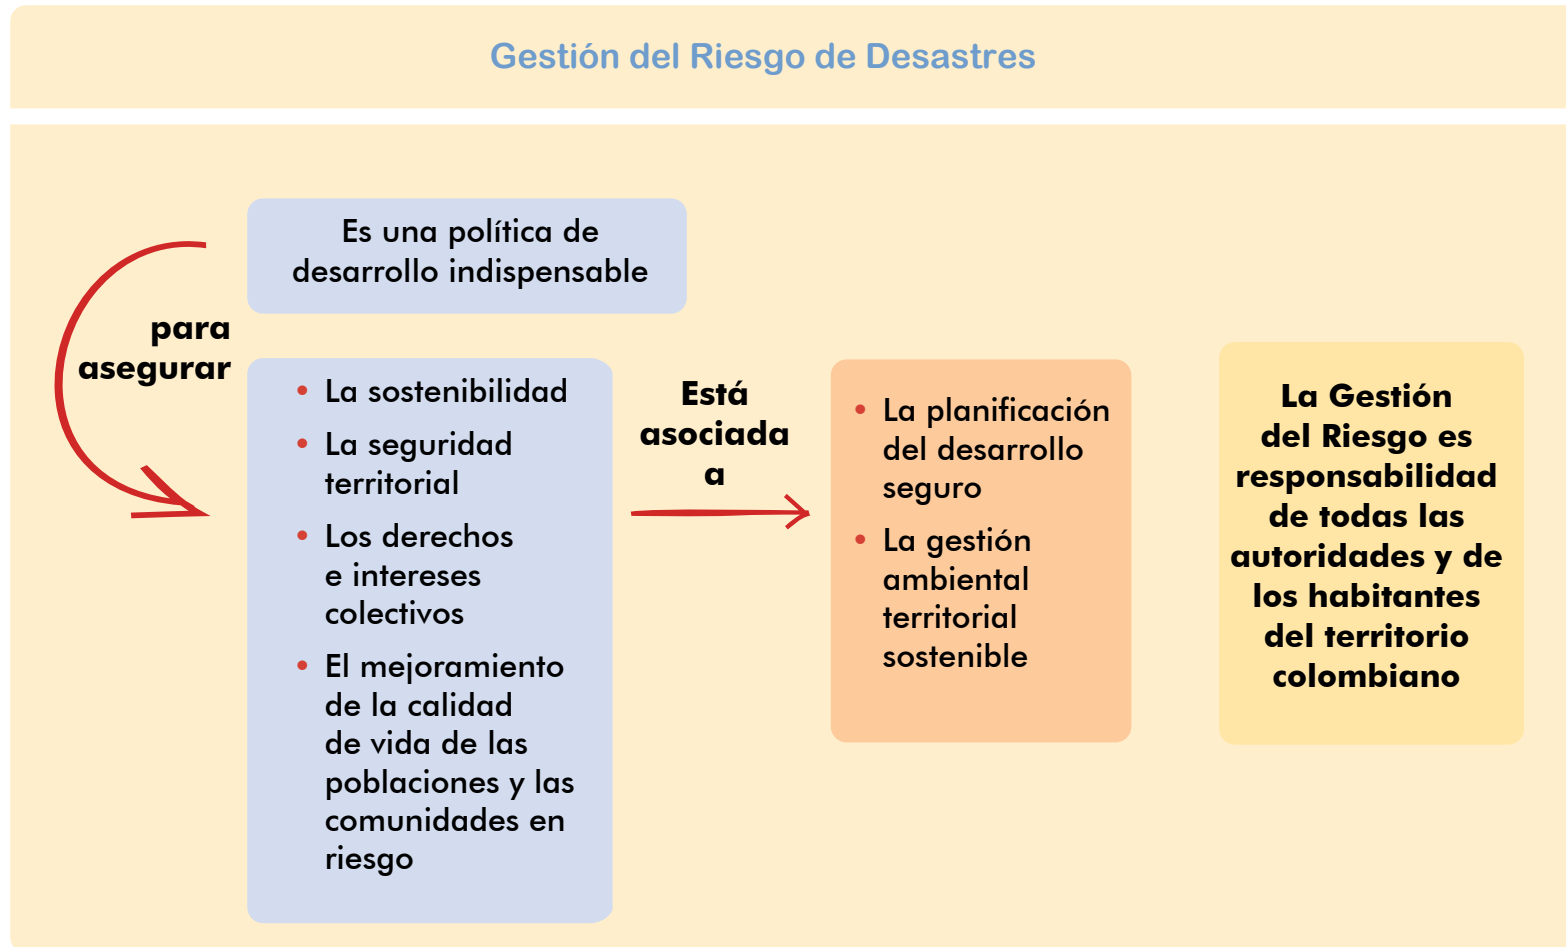 Gestión del Riesgo de Desastres
Es una política de
desarrollo indispensable
para
asegurar
• La sostenibilidad
• La seguridad
territorial
• Los derechos
e intereses
colectivos
• El mejoramiento
de la calidad
de vida de las
poblaciones y las
comunidades en
riesgo
Está
asociada
a
• La planificación
del desarrollo
seguro
• La gestión
ambiental
territorial
sostenible
La Gestión
del Riesgo es
responsabilidad
de todas las
autoridades y de
los habitantes
del territorio
colombiano